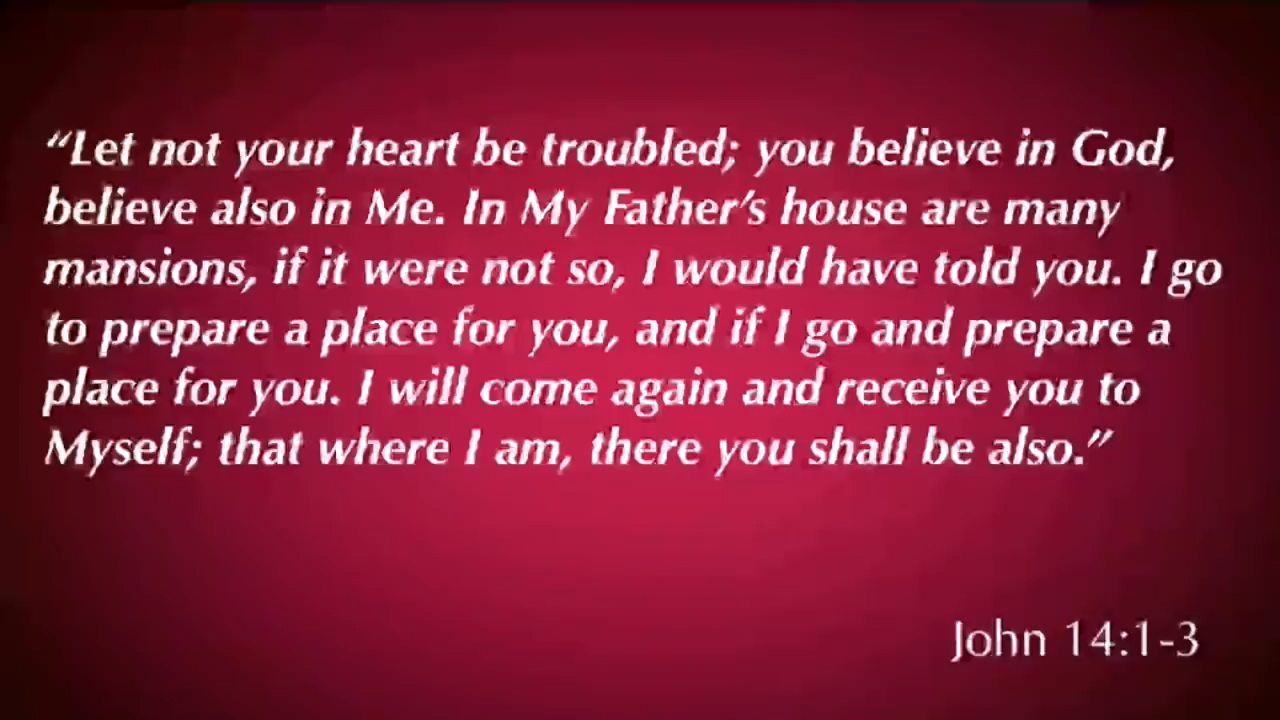 “Let not your heart be troubled; you believe in God,
believe also in Me. In My Father’s house are many
mansions, if it were not so, I would have told you. I go
to prepare a place for you, and if I go and prepare a
place for you. I will come again and receive you to
Myself; that where I am, there you shall be also.”
John 14:1-3